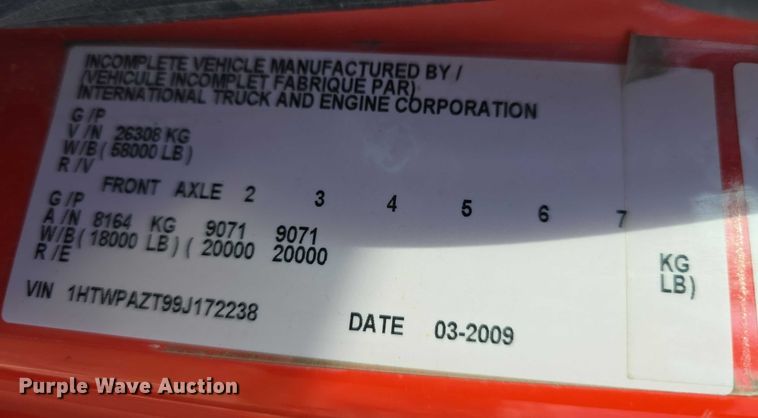 INCOMPLETE VEHICLE MANUFACTURED BY /
(VEHICULE INCOMPLET FABRIQUE PAR)
INTERNATIONAL TRUCK AND ENGINE CORPORATION
G /P
V /N 26308 KG
W/B ( 58000 LB )
R /V
FRONT AXLE 2 3 4 5 6 7
G /P
A /N 8164 KG 9071 9071
W/B ( 18000 LB ) ( 20000 20000
R /E
KG
LB)
VIN 1HTWPAZT99J172238
DATE 03-2009
Purple Wave Auction